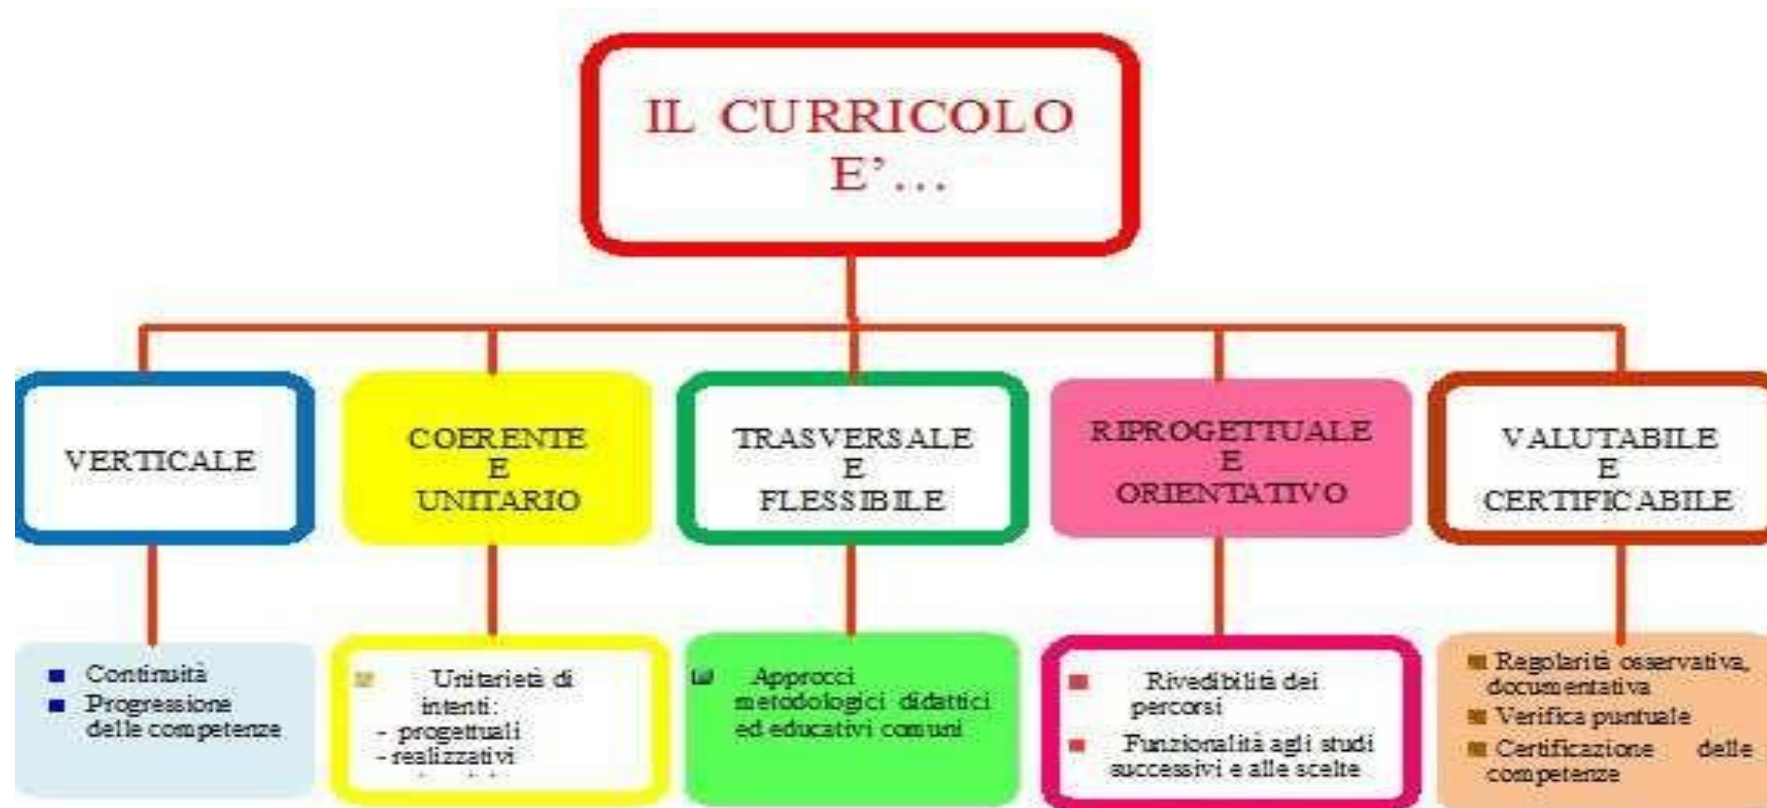 IL CURRICOLO
E’...
VERTICALE
COERENTE
E
UNITARIO
TRASVERSALE
E
FLESSIBILE
RIPROGETTUALE
E
ORIENTATIVO
VALUTABILE
E
CERTIFICABILE
Continuità
Progressione
delle competenze
Unitarietà di
intenti:
- progettuali
- realizzativi
Approcci
metodologici didattici
ed educativi comuni
Rivedibilità dei
percorsi
Funzionalità agli studi
successivi e alle scelte
Regolarità osservativa,
documentativa
Verifica puntuale
Certificazione delle
competenze